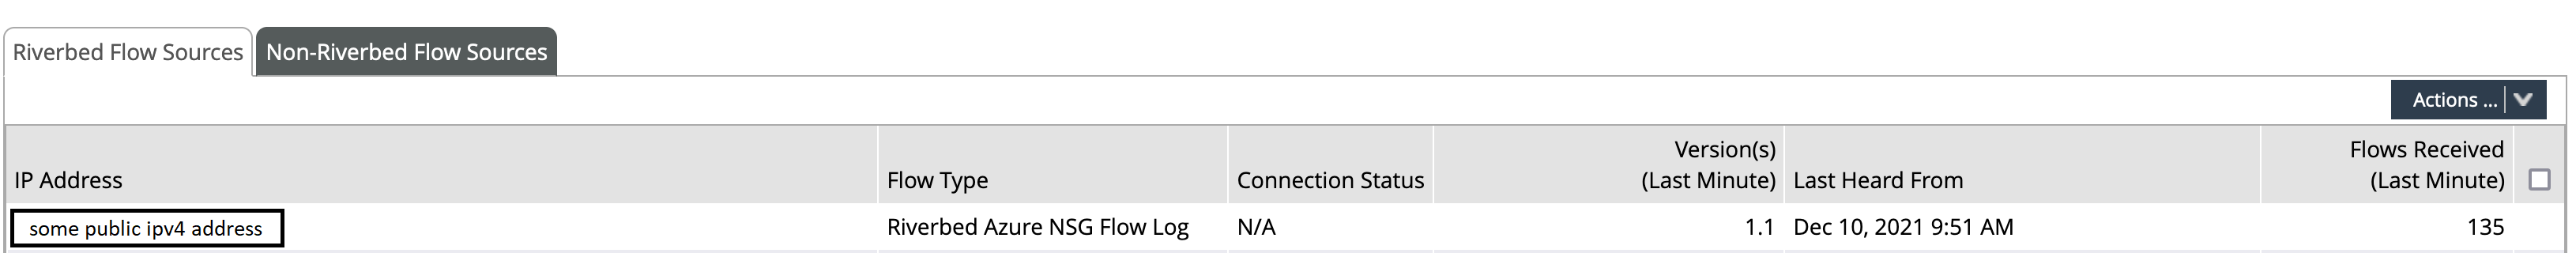 Riverbed Flow Sources Non-Riverbed Flow Sources
Actions ...
Version(s) Flows Received
IP Address Flow Type Connection Status (Last Minute) Last Heard From (Last Minute)
some public ipv4 address Riverbed Azure NSG Flow Log N/A 1.1 Dec 10, 2021 9:51 AM 135